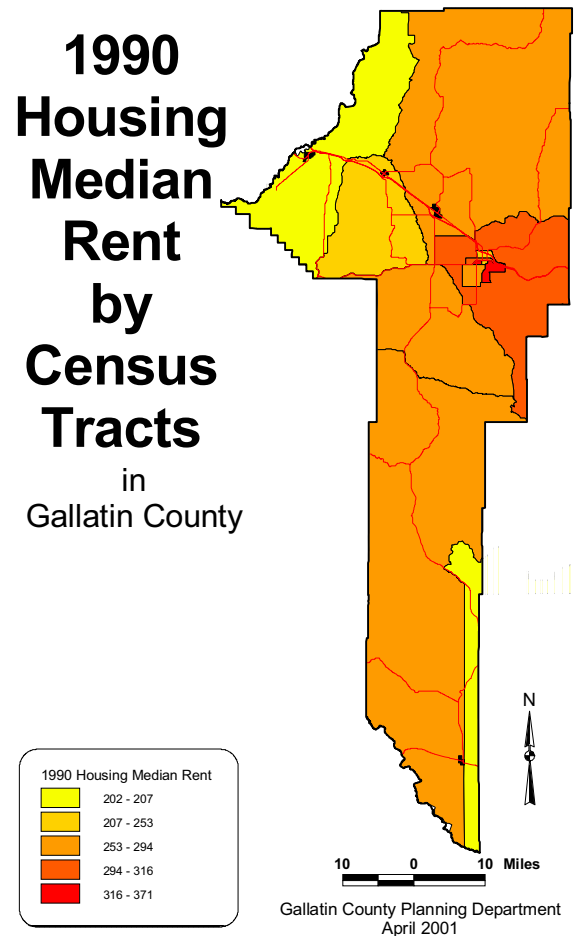 1990
Housing
Median
Rent
by
Census
Tracts
in
Gallatin County
N
1990 Housing Median Rent
202 - 207
207 - 253
253 - 294
294 - 316
316 - 371
10 0 10 Miles
Gallatin County Planning Department
April 2001